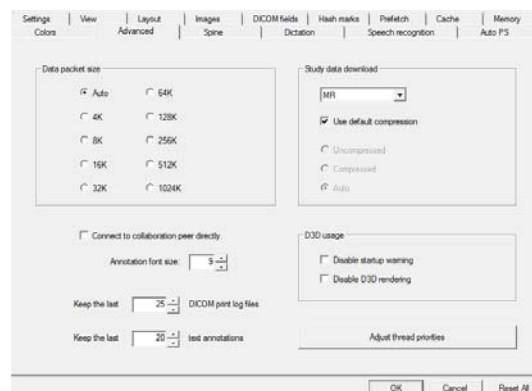 Settings View Layout Images DICOM fields Hash marks Prefetch Cache Memory
Colors Advanced Spine Dictation Speech recognition Auto PS
Data packet size
Auto 64K
4K 128K
8K 256K
16K 512K
32K 1024K
Study data download
MR
Use default compression
Uncompressed
Compressed
Auto
Connect to collaboration peer directly
Annotation font size: 9
Keep the last 25 DICOM print log files
Keep the last 20 text annotations
D3D usage
Disable startup warning
Disable D3D rendering
Adjust thread priorities
OK Cancel Reset All